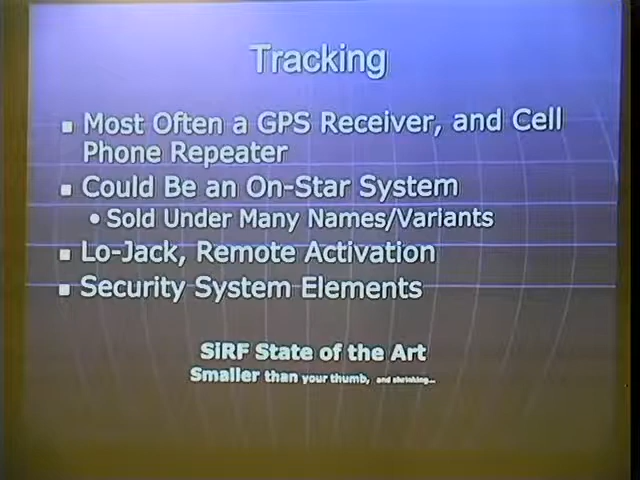 Tracking
Most Often a GPS Receiver, and Cell
Phone Repeater
Could Be an On-Star System
Sold Under Many Names/Variants
Lo-Jack, Remote Activation
Security System Elements
SiRF State of the Art
Smaller than your thumb, and shrinking...